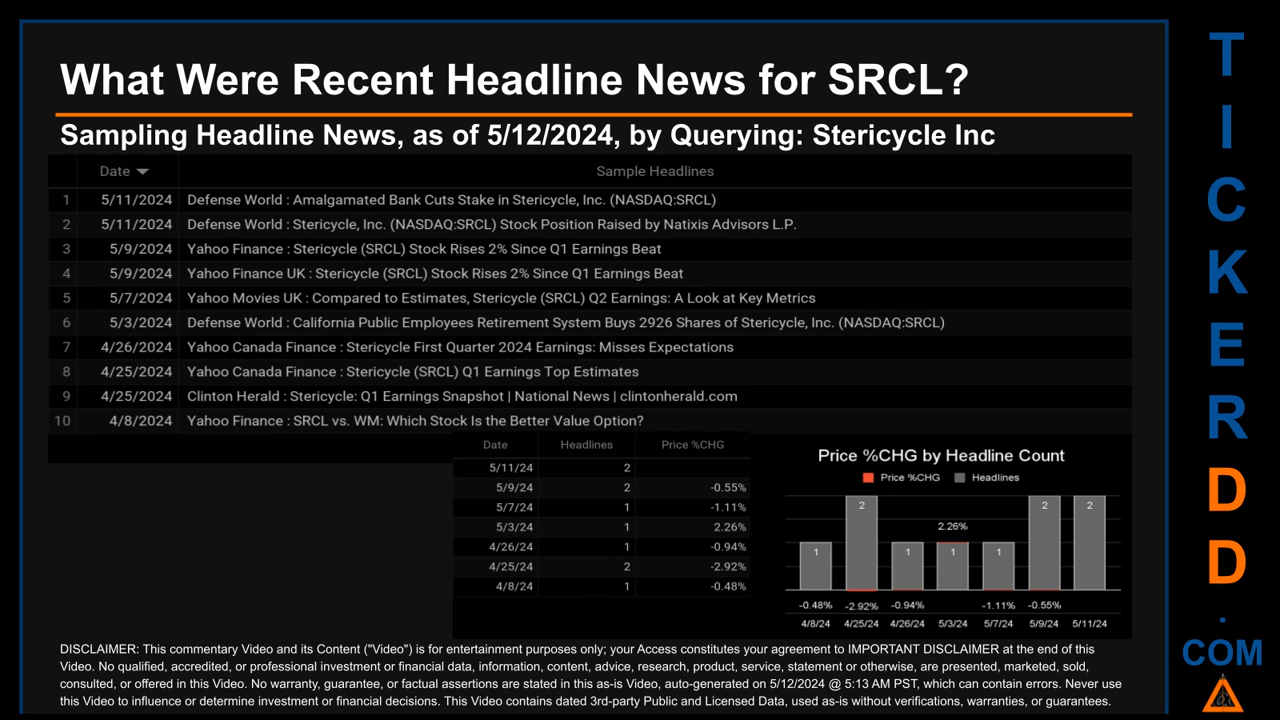 What Were Recent Headline News for SRCL?
Sampling Headline News, as of 5/12/2024, by Querying: Stericycle Inc
Date Sample Headlines
1 5/11/2024 Defense World : Amalgamated Bank Cuts Stake in Stericycle, Inc. (NASDAQ:SRCL)
2 5/11/2024 Defense World : Stericycle, Inc. (NASDAQ:SRCL) Stock Position Raised by Natixis Advisors L.P.
3 5/9/2024 Yahoo Finance : Stericycle (SRCL) Stock Rises 2% Since Q1 Earnings Beat
4 5/9/2024 Yahoo Finance UK : Stericycle (SRCL) Stock Rises 2% Since Q1 Earnings Beat
5 5/7/2024 Yahoo Movies UK : Compared to Estimates, Stericycle (SRCL) Q2 Earnings: A Look at Key Metrics
6 5/3/2024 Defense World : California Public Employees Retirement System Buys 2926 Shares of Stericycle, Inc. (NASDAQ:SRCL)
7 4/26/2024 Yahoo Canada Finance : Stericycle First Quarter 2024 Earnings: Misses Expectations
8 4/25/2024 Yahoo Canada Finance : Stericycle (SRCL) Q1 Earnings Top Estimates
9 4/25/2024 Clinton Herald : Stericycle: Q1 Earnings Snapshot | National News | clintonherald.com
10 4/8/2024 Yahoo Finance : SRCL vs. WM: Which Stock Is the Better Value Option?
Date Headlines Price %CHG
5/11/24 2
5/9/24 2 -0.55%
5/7/24 1 -1.11%
5/3/24 1 2.26%
4/26/24 1 -0.94%
4/25/24 2 -2.92%
4/8/24 1 -0.48%
Price %CHG by Headline Count
Price %CHG Headlines
2 2 2
2.26%
1 1 1 1
-0.48% -2.92% -0.94% -1.11% -0.55%
4/8/24 4/25/24 4/26/24 5/3/24 5/7/24 5/9/24 5/11/24
DISCLAIMER: This commentary Video and its Content ("Video") is for entertainment purposes only; your Access constitutes your agreement to IMPORTANT DISCLAIMER at the end of this
Video. No qualified, accredited, or professional investment or financial data, information, content, advice, research, product, service, statement or otherwise, are presented, marketed, sold,
consulted, or offered in this Video. No warranty, guarantee, or factual assertions are stated in this as-is Video, auto-generated on 5/12/2024 @ 5:13 AM PST, which can contain errors. Never use
this Video to influence or determine investment or financial decisions. This Video contains dated 3rd-party Public and Licensed Data, used as-is without verifications, warranties, or guarantees.
T
I
C
K
E
R
D
D
.
COM